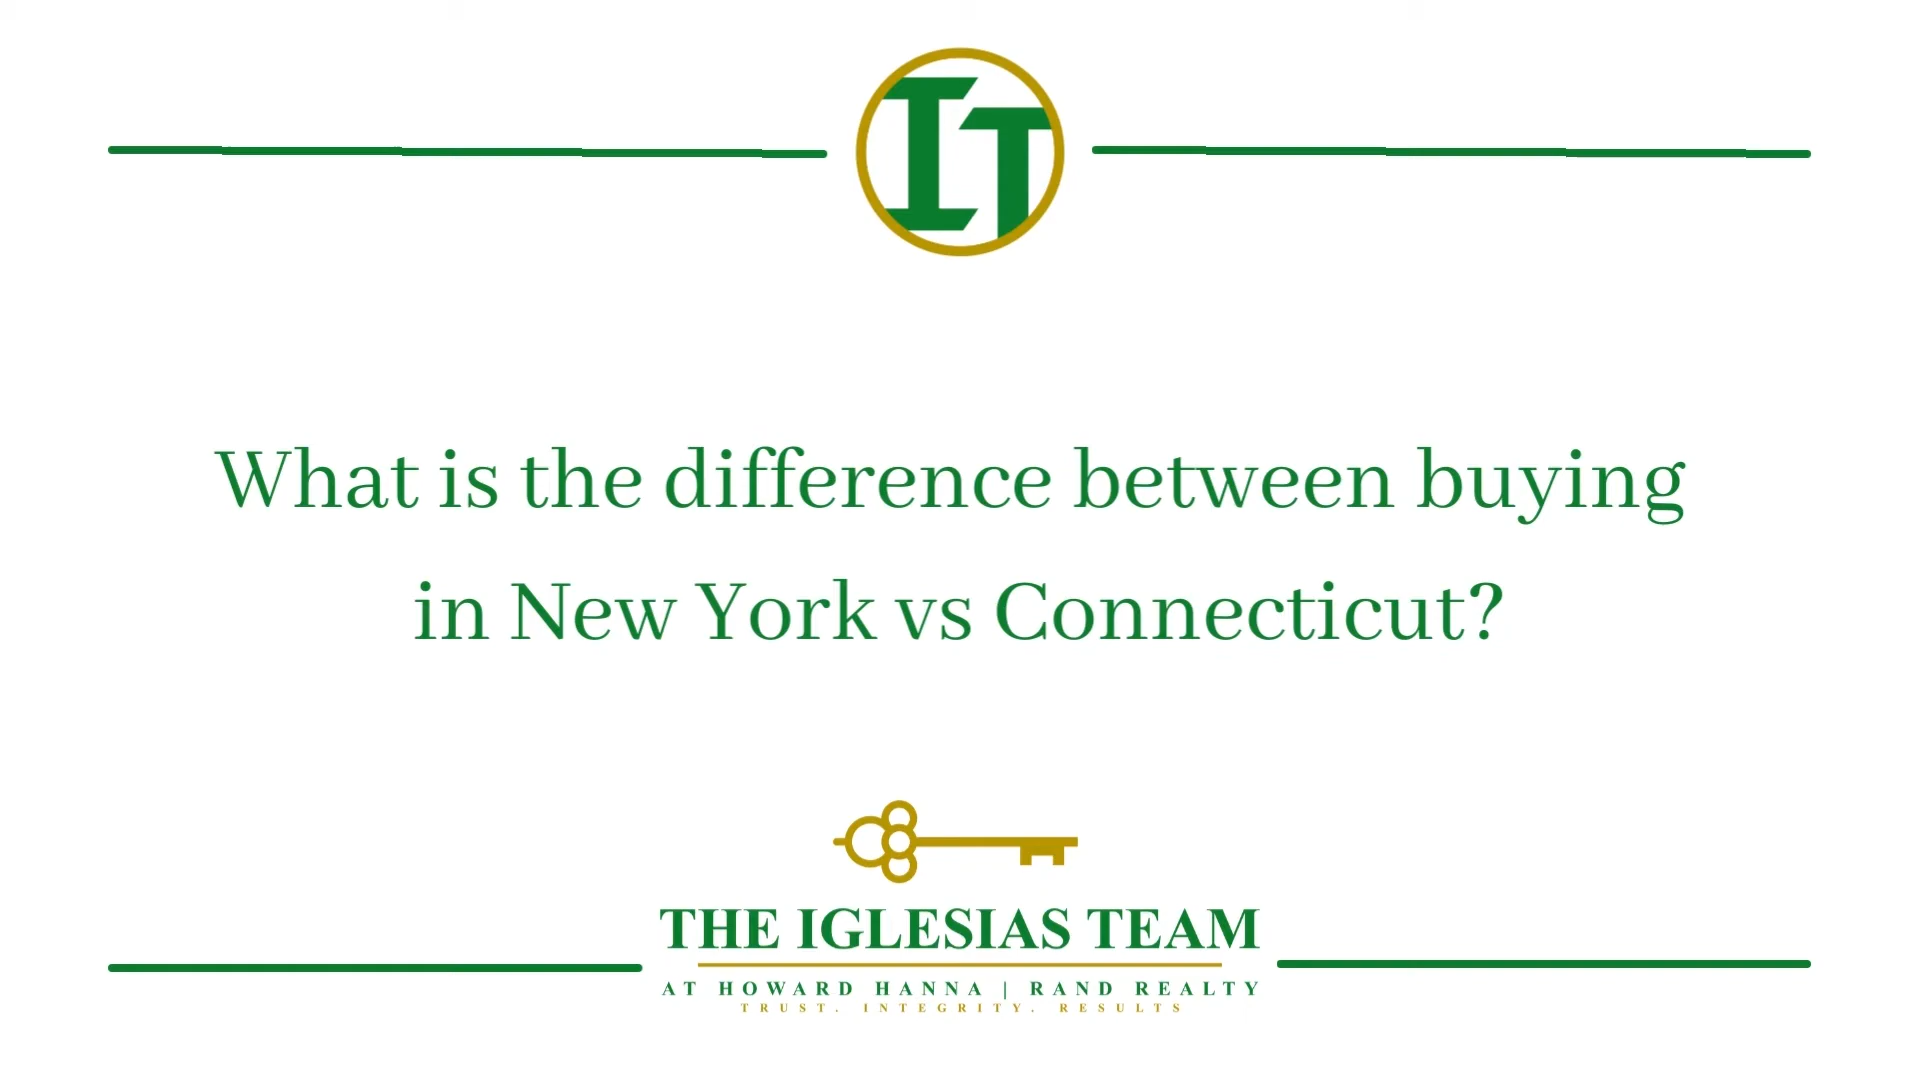 IT
What is the difference between buying
in New York vs Connecticut?
THE IGLESIAS TEAM
AT HOWARD HANNA | RAND REALTY
TRUST. INTEGRITY. RESULTS